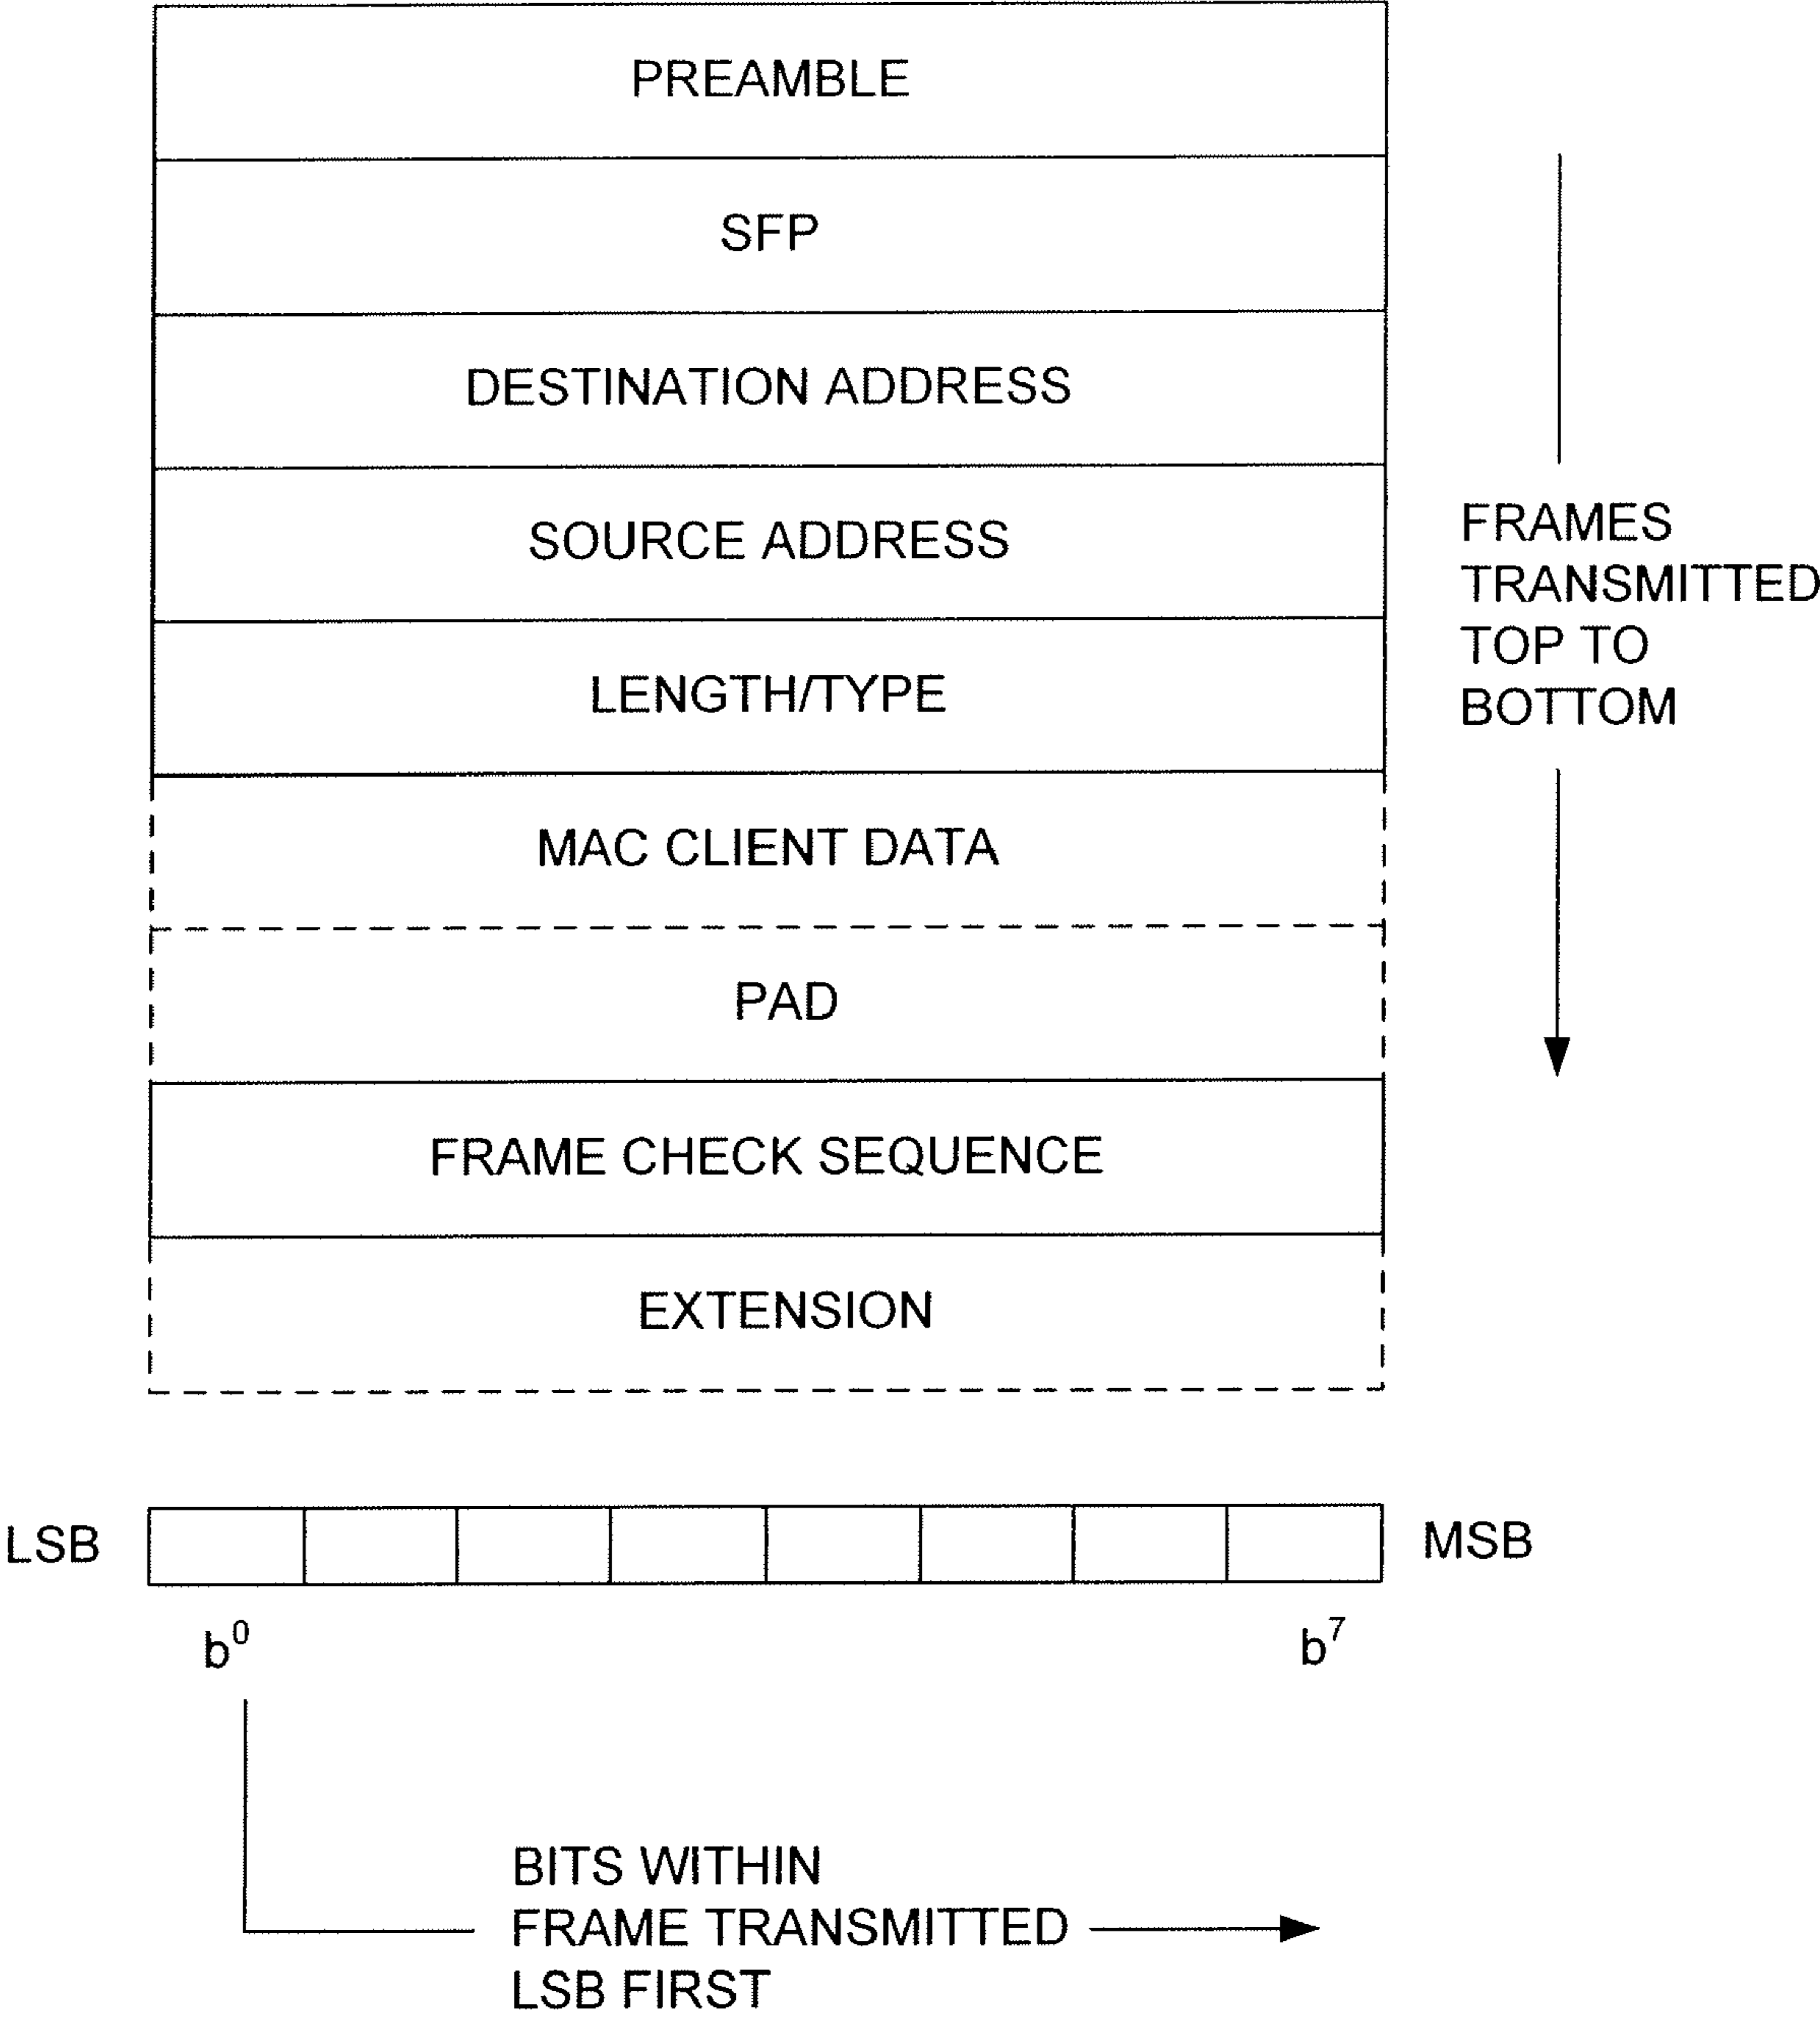 PREAMBLE
SFP
DESTINATION ADDRESS
SOURCE ADDRESS
LENGTH/TYPE
MAC CLIENT DATA
PAD
FRAME CHECK SEQUENCE
EXTENSION
FRAMES
TRANSMITTED
TOP TO
BOTTOM
LSB
MSB
b⁰
b⁷
BITS WITHIN
FRAME TRANSMITTED
LSB FIRST